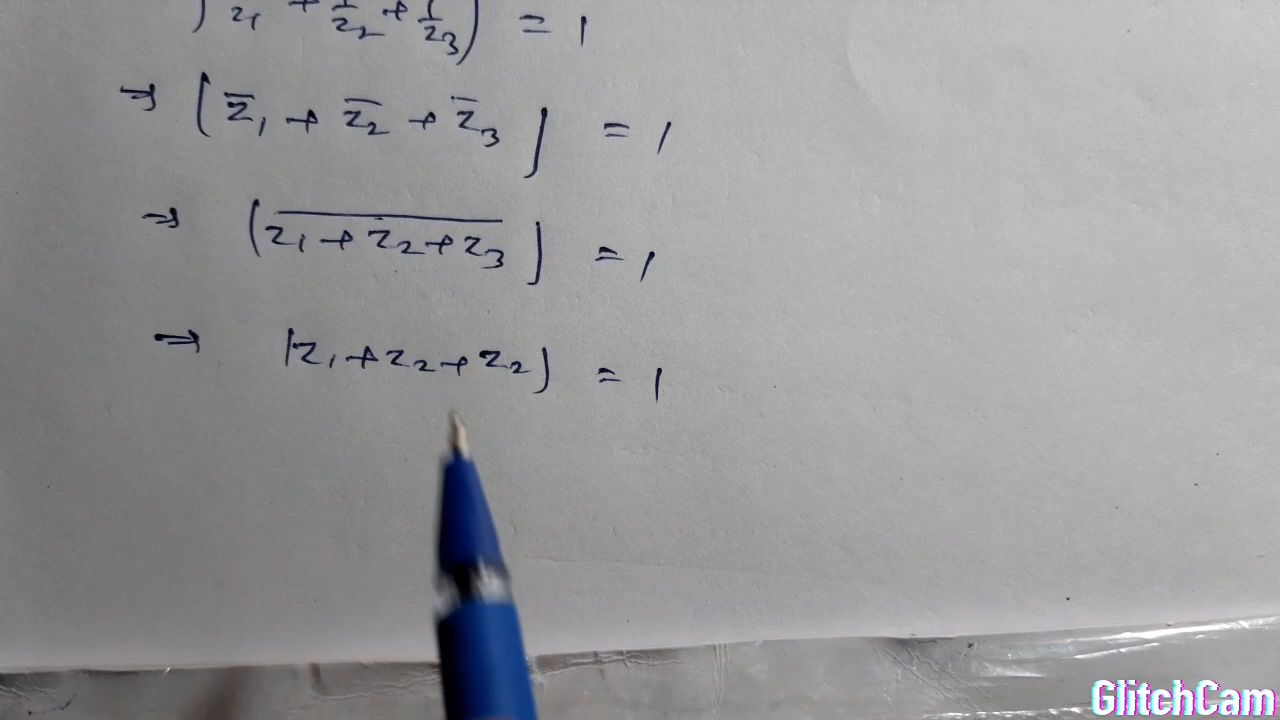 | 1/z₁ + 1/z₂ + 1/z₃ | = 1
⇒ | z̅₁ + z̅₂ + z̅₃ | = 1
⇒ | \overline{z₁ + z₂ + z₃} | = 1
⇒ | z₁ + z₂ + z₂ | = 1
GlitchCam